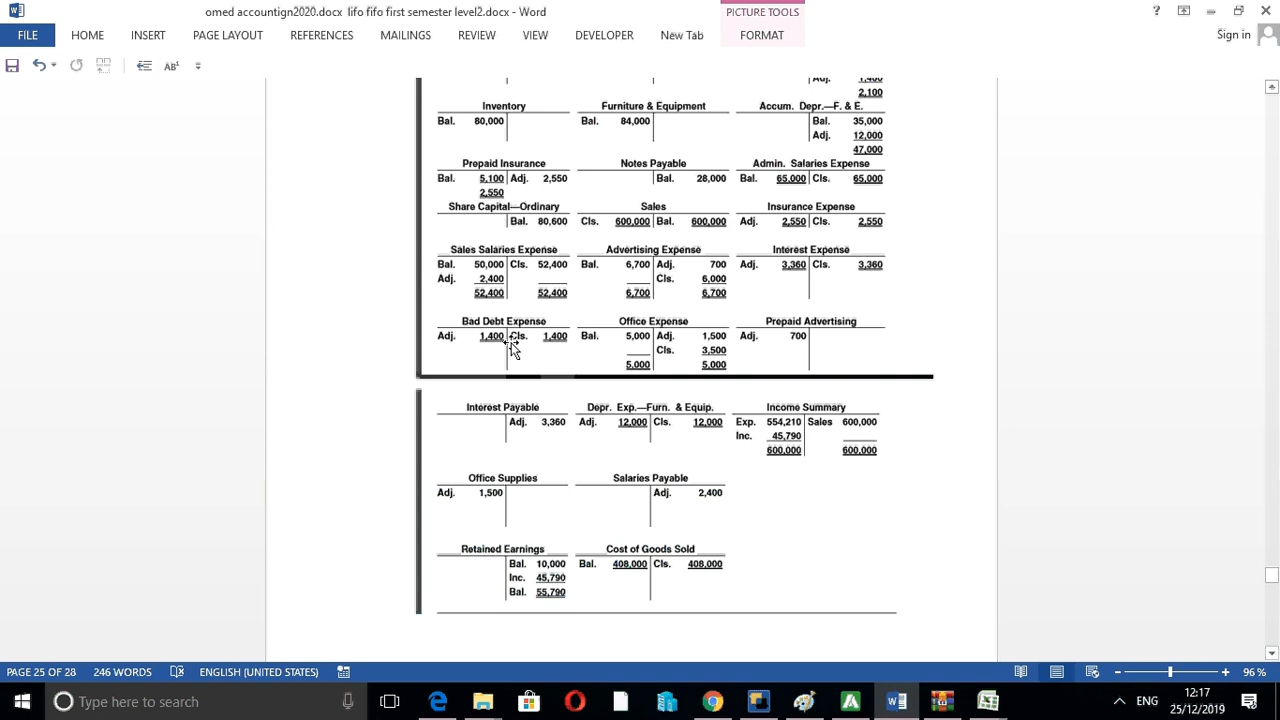 omed accountign2020.docx lifo fifo first semester level2.docx - Word
PICTURE TOOLS
FILE HOME INSERT PAGE LAYOUT REFERENCES MAILINGS REVIEW VIEW DEVELOPER New Tab FORMAT Sign in
Adj. 1,400
2,100
Inventory Furniture & Equipment Accum. Depr.—F. & E.
Bal. 80,000 Bal. 84,000 Bal. 35,000
Adj. 12,000
47,000
Prepaid Insurance Notes Payable Admin. Salaries Expense
Bal. 5,100 Adj. 2,550 Bal. 28,000 Bal. 65,000 Cls. 65,000
2,550
Share Capital—Ordinary Sales Insurance Expense
Bal. 80,600 Cls. 600,000 Bal. 600,000 Adj. 2,550 Cls. 2,550
Sales Salaries Expense Advertising Expense Interest Expense
Bal. 50,000 Cls. 52,400 Bal. 6,700 Adj. 700 Adj. 3,360 Cls. 3,360
Adj. 2,400 Cls. 6,000
52,400 52,400 6,700 6,700
Bad Debt Expense Office Expense Prepaid Advertising
Adj. 1,400 Cls. 1,400 Bal. 5,000 Adj. 1,500 Adj. 700
Cls. 3,500
5,000 5,000
Interest Payable Depr. Exp.—Furn. & Equip. Income Summary
Adj. 3,360 Adj. 12,000 Cls. 12,000 Exp. 554,210 Sales 600,000
Inc. 45,790
600,000 600,000
Office Supplies Salaries Payable
Adj. 1,500 Adj. 2,400
Retained Earnings Cost of Goods Sold
Bal. 10,000 Bal. 408,000 Cls. 408,000
Inc. 45,790
Bal. 55,790
PAGE 25 OF 28 246 WORDS ENGLISH (UNITED STATES) 96 %
Type here to search ENG 12:17
25/12/2019